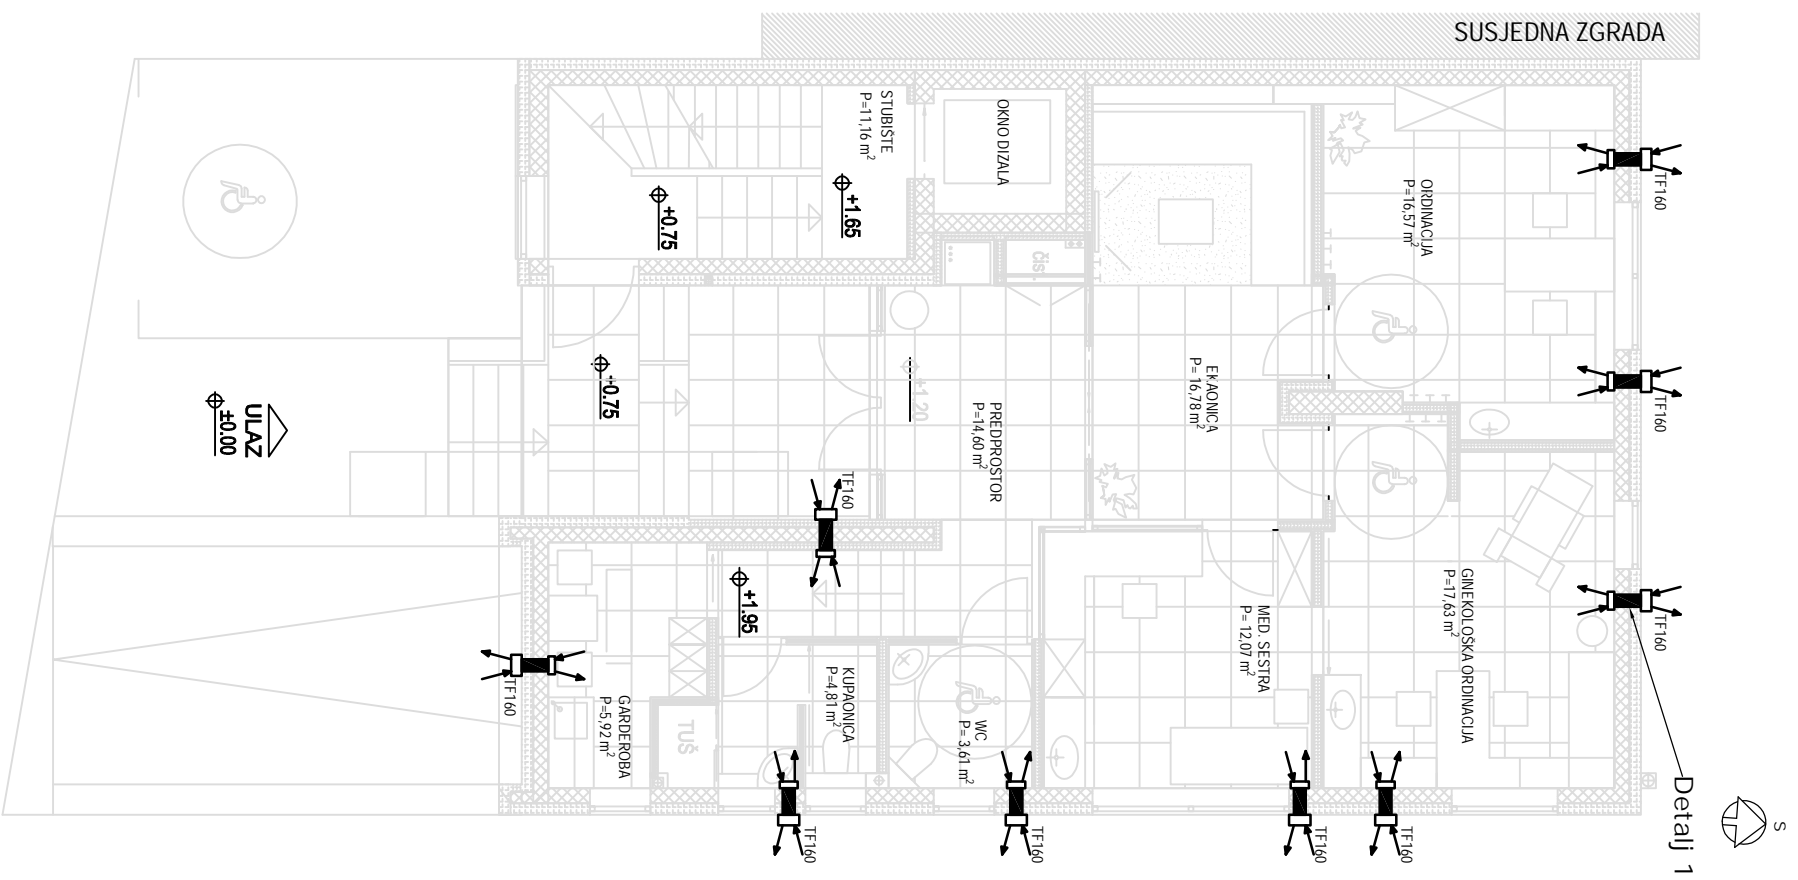 SUSJEDNA ZGRADA
STUBIŠTE
P=11,16 m²
OKNO DIZALA
ORDINACIJA
P=16,57 m²
TF160
+1.65
+0.75
čis.
TF160
EKAONICA
P= 16,78 m²
+0.75
+1.20
PREDPROSTOR
P=14,60 m²
ULAZ
±0.00
TF160
+1.95
GINEKOLOŠKA ORDINACIJA
P=17,63 m²
TF160
MED. SESTRA
P= 12,07 m²
TF160
GARDEROBA
P=5,92 m²
TUŠ
KUPAONICA
P=4,81 m²
WC
P= 3,61 m²
TF160
TF160
TF160
TF160
Detalj 1
S